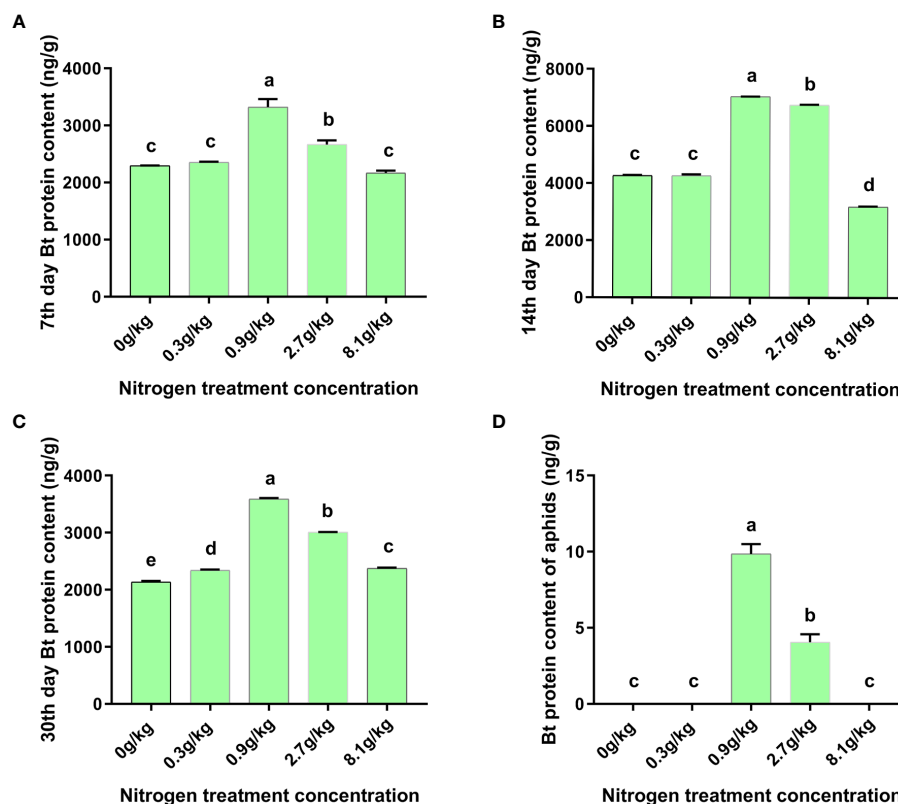 A
7th day Bt protein content (ng/g)
4000
3000
2000
1000
0
c
c
a
b
c
0g/kg
0.3g/kg
0.9g/kg
2.7g/kg
8.1g/kg
Nitrogen treatment concentration
B
14th day Bt protein content (ng/g)
8000
6000
4000
2000
0
c
c
a
b
d
0g/kg
0.3g/kg
0.9g/kg
2.7g/kg
8.1g/kg
Nitrogen treatment concentration
C
30th day Bt protein content (ng/g)
4000
3000
2000
1000
0
e
d
a
b
c
0g/kg
0.3g/kg
0.9g/kg
2.7g/kg
8.1g/kg
Nitrogen treatment concentration
D
Bt protein content of aphids (ng/g)
15
10
5
0
c
c
a
b
c
0g/kg
0.3g/kg
0.9g/kg
2.7g/kg
8.1g/kg
Nitrogen treatment concentration